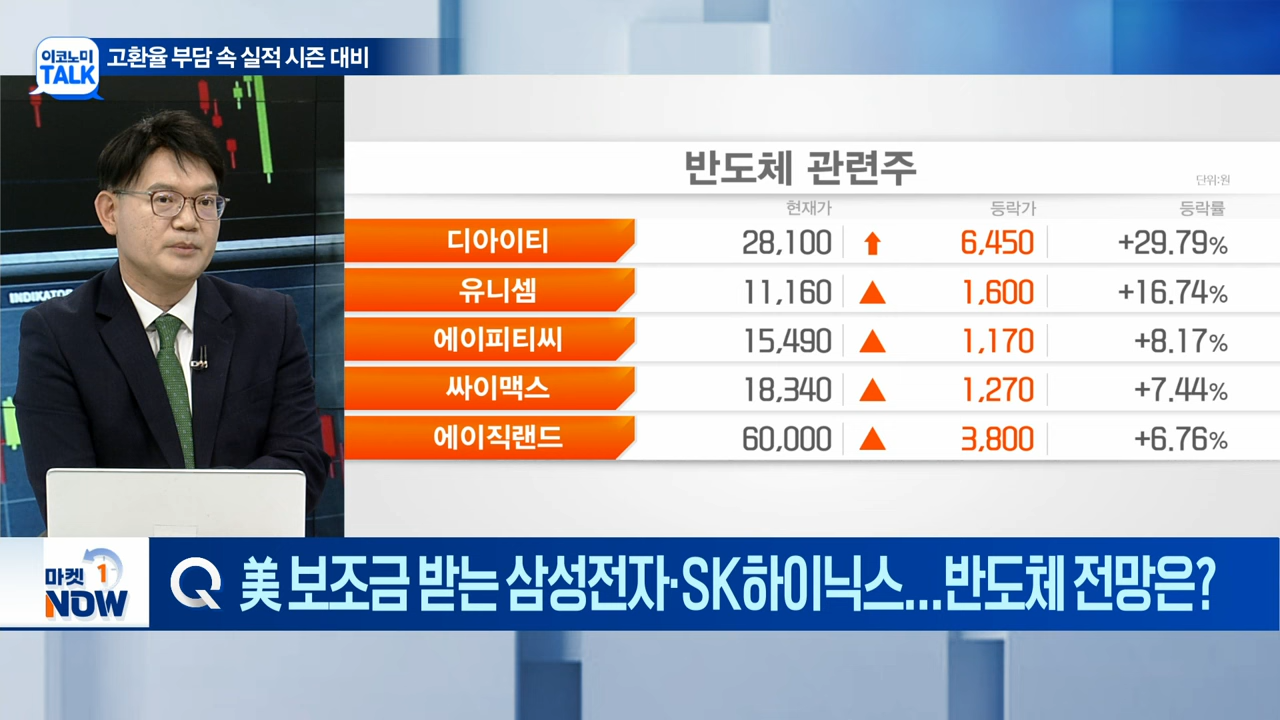 이코노미
TALK
고환율 부담 속 실적 시즌 대비
INDIKATOR
반도체 관련주
단위:원
현재가 등락가 등락률
디아이티 28,100 6,450 +29.79%
유니셈 11,160 1,600 +16.74%
에이피티씨 15,490 1,170 +8.17%
싸이맥스 18,340 1,270 +7.44%
에이직랜드 60,000 3,800 +6.76%
마켓 1
NOW
Q 美 보조금 받는 삼성전자·SK하이닉스...반도체 전망은?